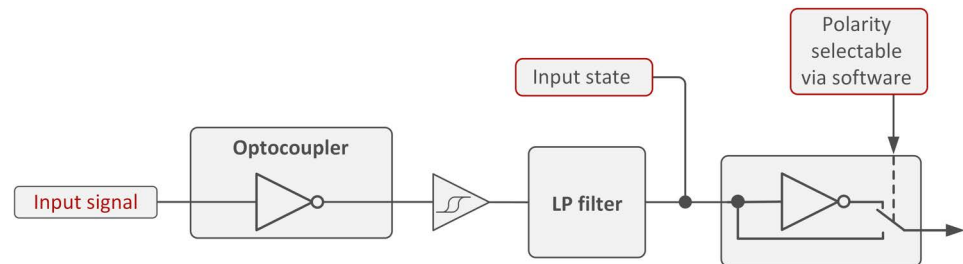 Polarity
selectable
via software
Input state
Optocoupler
Input signal
LP filter